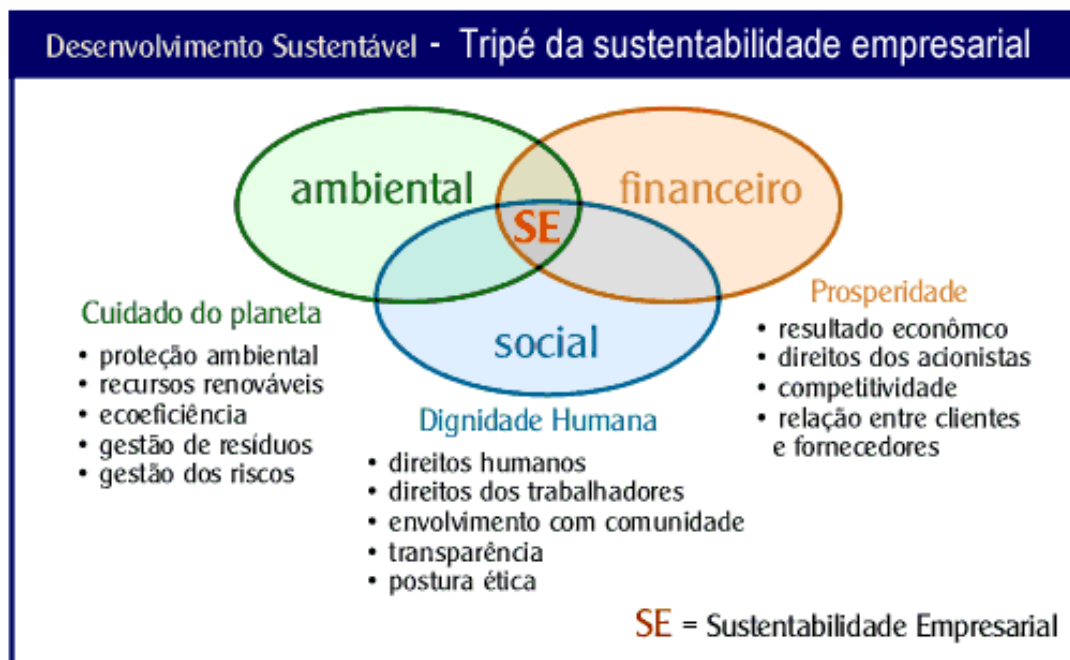 Desenvolvimento Sustentável - Tripé da sustentabilidade empresarial
ambiental
financeiro
SE
social
Cuidado do planeta
• proteção ambiental
• recursos renováveis
• ecoeficiência
• gestão de resíduos
• gestão dos riscos
Dignidade Humana
• direitos humanos
• direitos dos trabalhadores
• envolvimento com comunidade
• transparência
• postura ética
Prosperidade
• resultado econômco
• direitos dos acionistas
• competitividade
• relação entre clientes
e fornecedores
SE = Sustentabilidade Empresarial